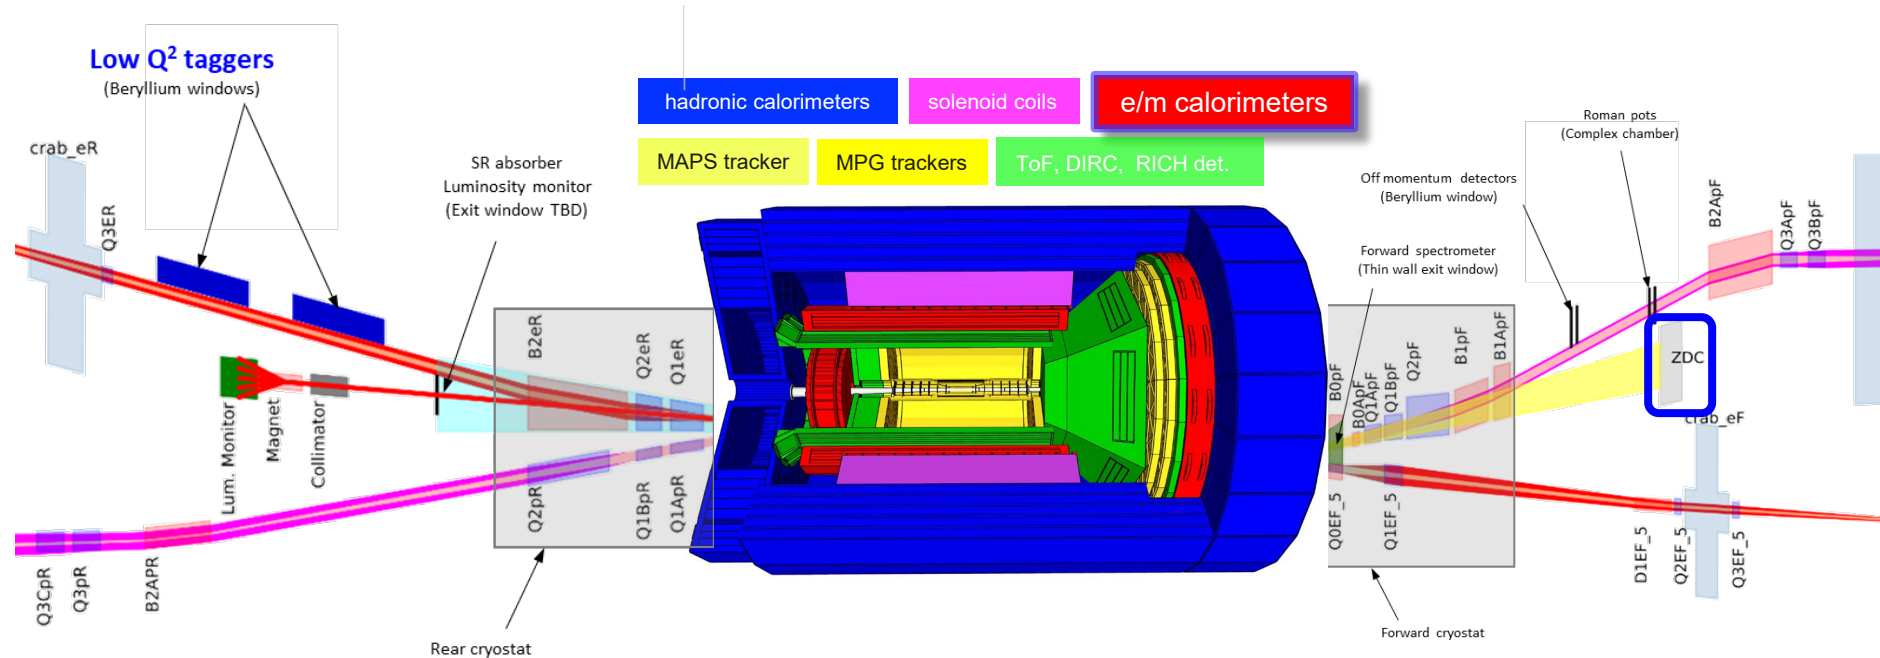 Low Q² taggers
(Beryllium windows)
crab_eR
Q3ER
SR absorber
Luminosity monitor
(Exit window TBD)
hadronic calorimeters
solenoid coils
e/m calorimeters
MAPS tracker
MPG trackers
ToF, DIRC, RICH det.
Roman pots
(Complex chamber)
Off momentum detectors
(Beryllium window)
Forward spectrometer
(Thin wall exit window)
B2ApF
Q3ApF
Q3BpF
B2eR
Q2eR
Q1eR
Lum. Monitor
Magnet
Collimator
Q2pR
Q1BpR
Q1ApR
Q3CpR
Q3pR
B2APR
Rear cryostat
B0pF
B0ApF
Q1ApF
Q1BpF
Q2pF
B1pF
B1ApF
ZDC
crab_eF
Q0EF_5
Q1EF_5
D1EF_5
Q2EF_5
Q3EF_5
Forward cryostat